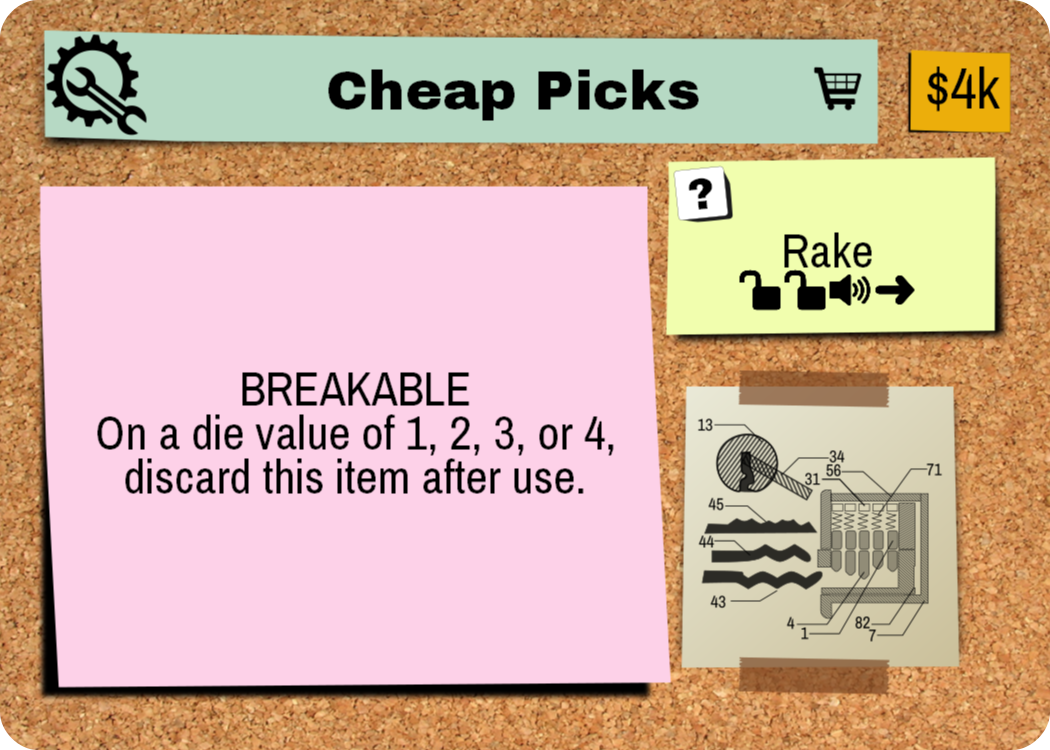 Cheap Picks
$4k
?
Rake
BREAKABLE
On a die value of 1, 2, 3, or 4,
discard this item after use.
13
34
31
56
71
45
44
43
4
1
82
7